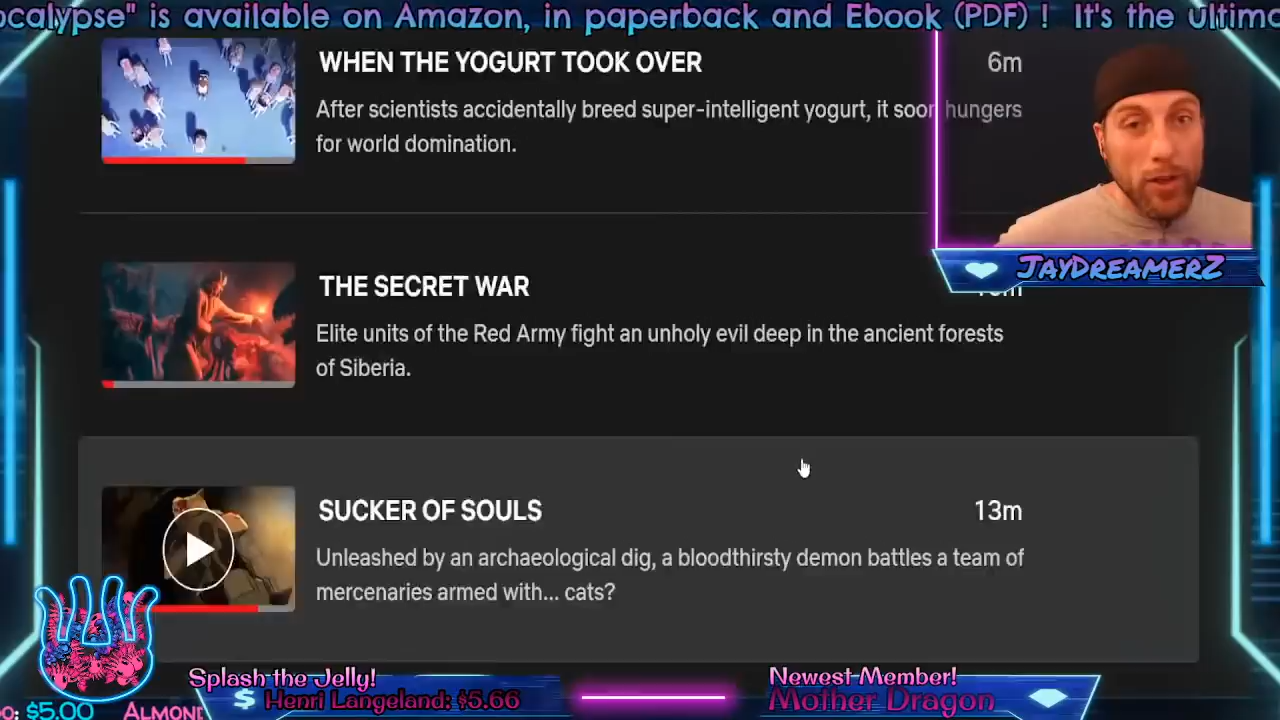 ocalypse" is available on Amazon, in paperback and Ebook (PDF) ! It's the ultima
WHEN THE YOGURT TOOK OVER 6m
After scientists accidentally breed super-intelligent yogurt, it soon hungers
for world domination.
JayDreamerZ
THE SECRET WAR
Elite units of the Red Army fight an unholy evil deep in the ancient forests
of Siberia.
SUCKER OF SOULS 13m
Unleashed by an archaeological dig, a bloodthirsty demon battles a team of
mercenaries armed with... cats?
Splash the Jelly!
$ Henri Langeland: $5.66
Newest Member!
Mother Dragon
o: $5.00 Almond